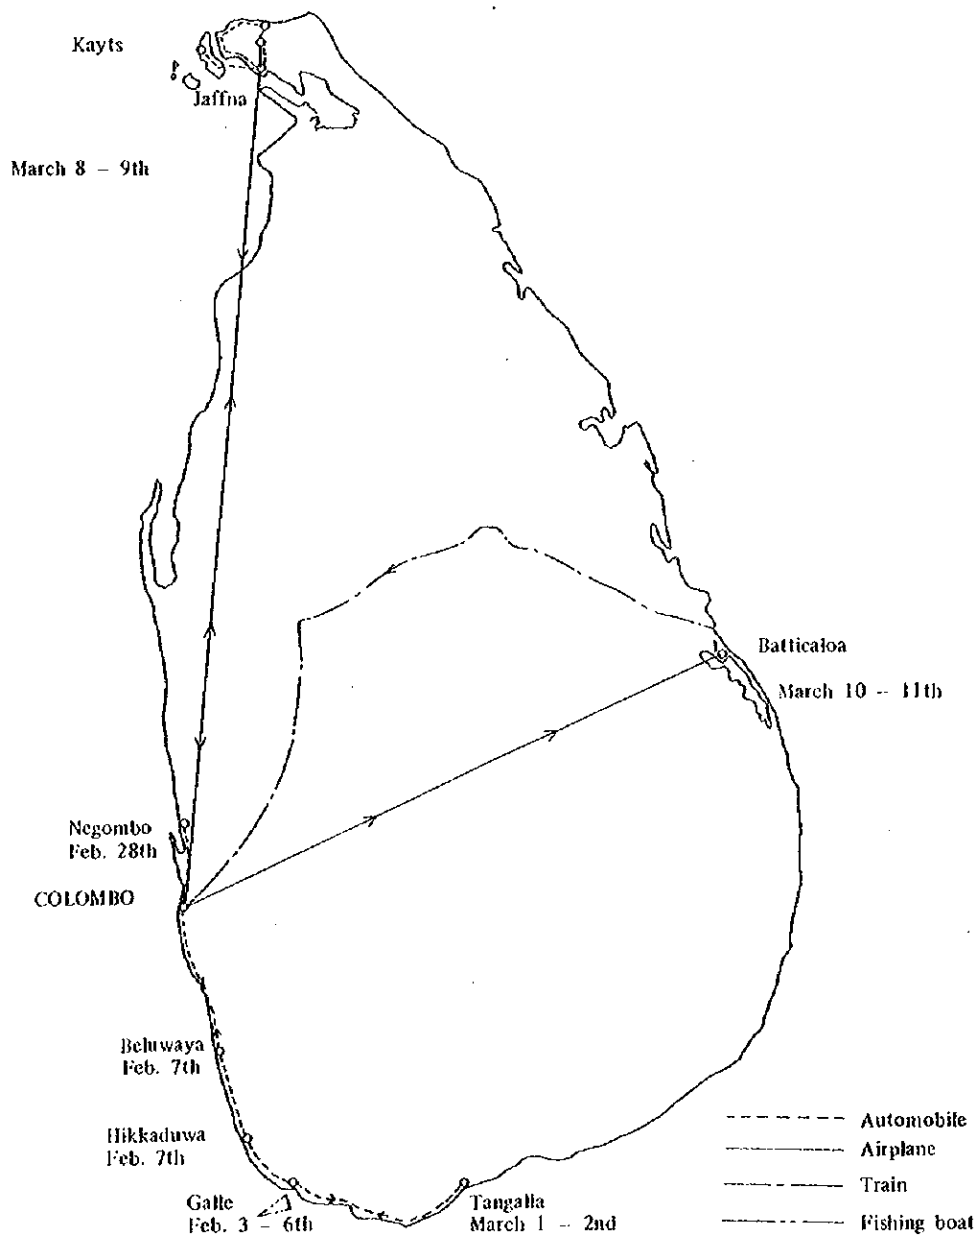 Kayts
Jaffna
March 8 – 9th
Batticaloa
March 10 – 11th
Negombo
Feb. 28th
COLOMBO
Beluwaya
Feb. 7th
Hikkaduwa
Feb. 7th
Galle
Feb. 3 – 6th
Tangalla
March 1 – 2nd
Automobile
Airplane
Train
Fishing boat